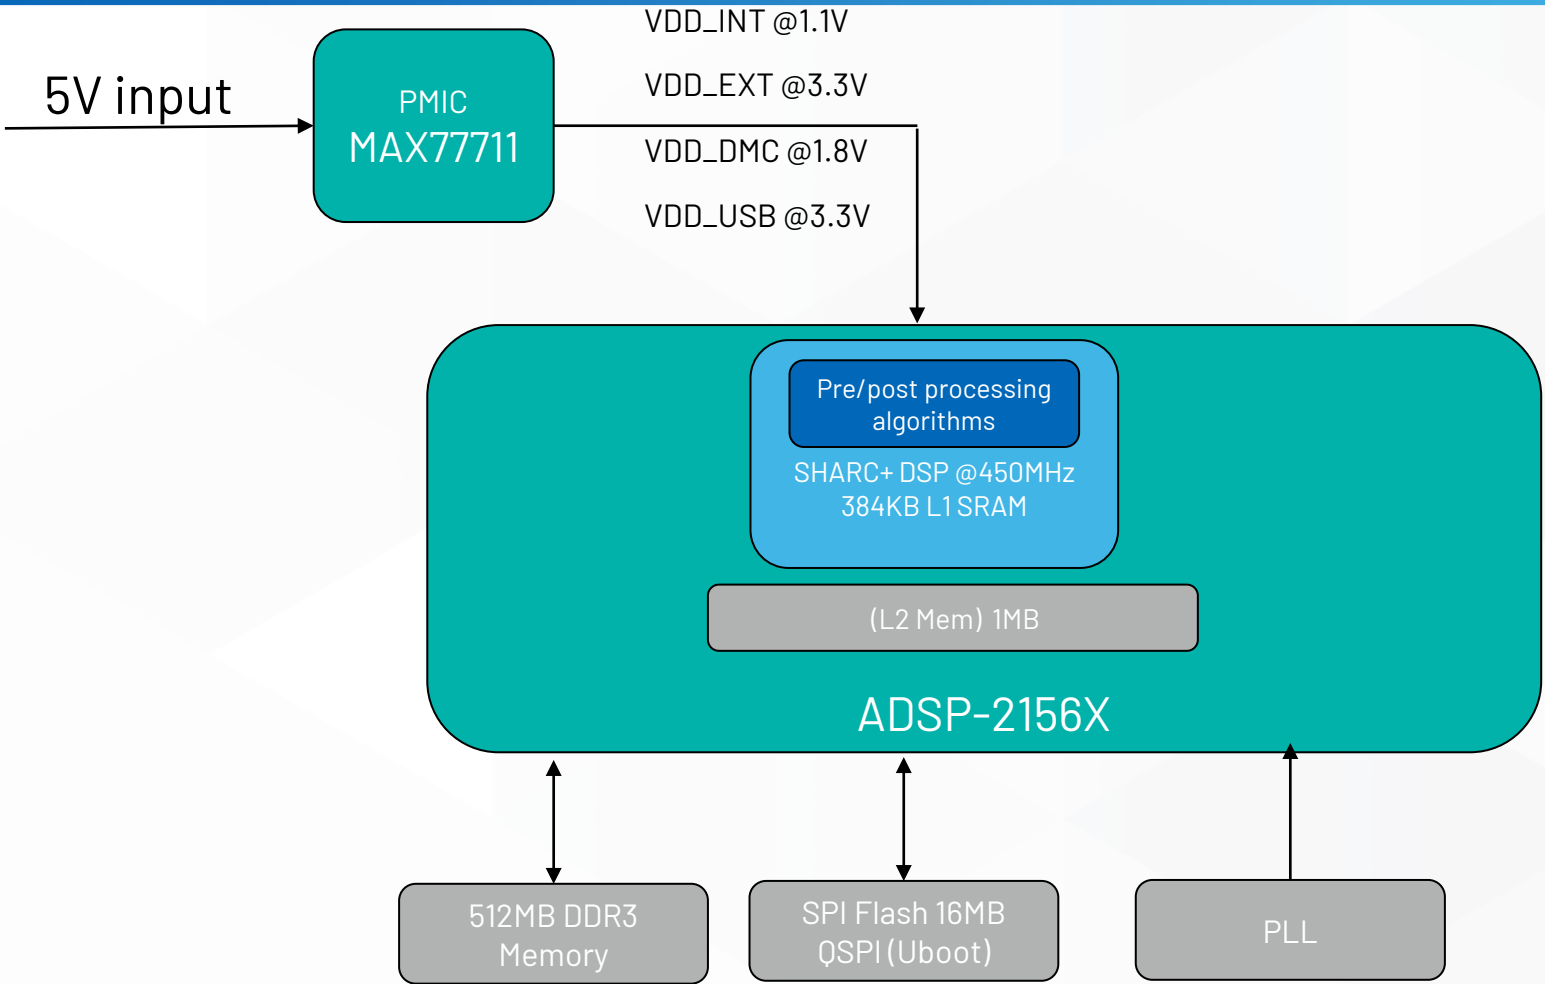 VDD_INT @1.1V
5V input
VDD_EXT @3.3V
PMIC
MAX77711
VDD_DMC @1.8V
VDD_USB @3.3V
Pre/post processing
algorithms
SHARC+ DSP @450MHz
384KB L1 SRAM
(L2 Mem) 1MB
ADSP-2156X
512MB DDR3
Memory
SPI Flash 16MB
QSPI (Uboot)
PLL